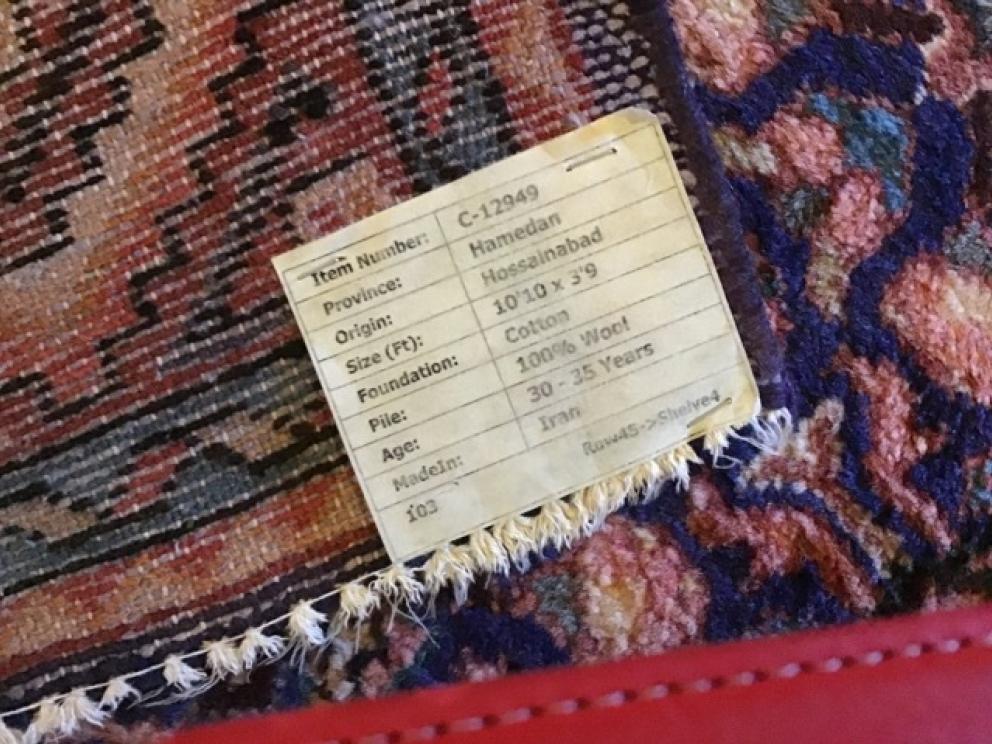 Item Number: C-12949
Province: Hamedan
Origin: Hossainabad
Size (Ft): 10'10 x 3'9
Foundation: Cotton
Pile: 100% Wool
Age: 30 - 35 Years
MadeIn: Iran
103 Row45->Shelve4